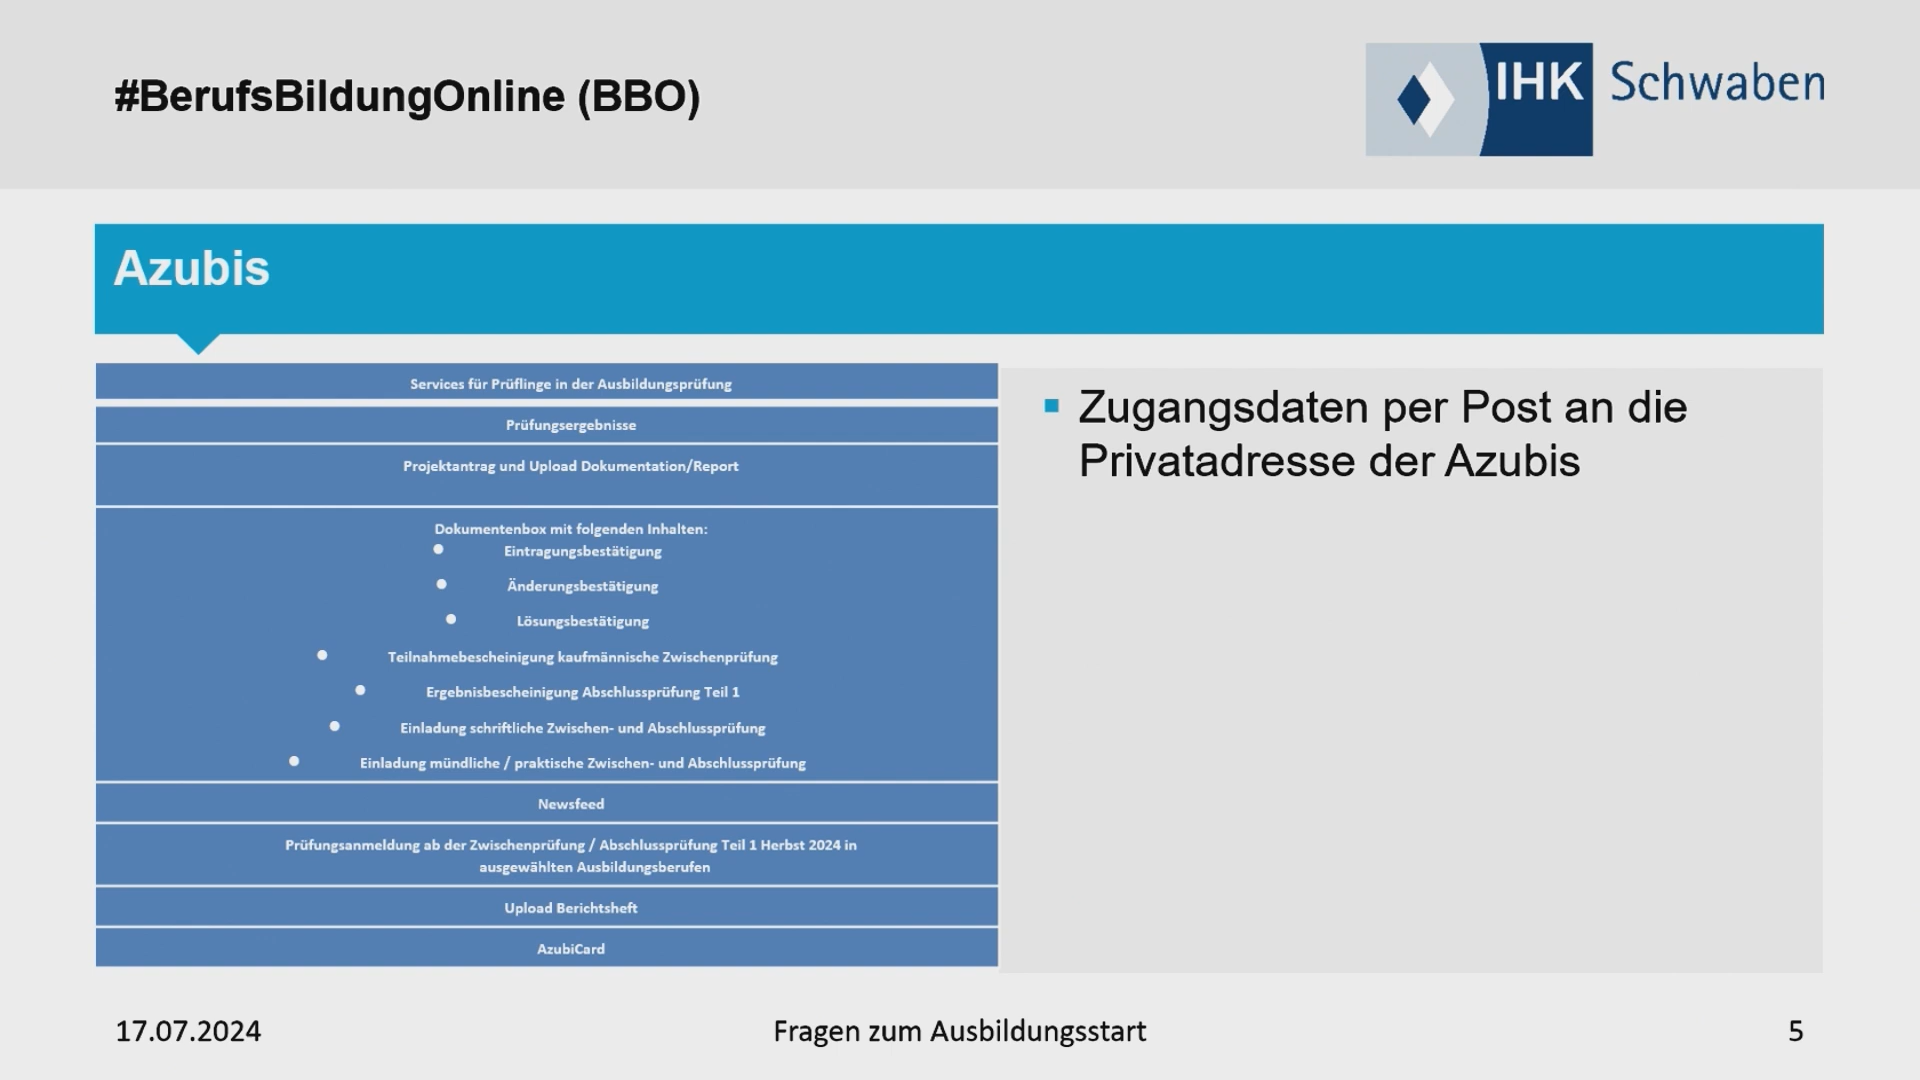 #BerufsBildungOnline (BBO)
IHK Schwaben
Azubis
Services für Prüflinge in der Ausbildungsprüfung
Prüfungsergebnisse
Projektantrag und Upload Dokumentation/Report
Dokumentenbox mit folgenden Inhalten:
● Eintragungsbestätigung
● Änderungsbestätigung
● Lösungsbestätigung
● Teilnahmebescheinigung kaufmännische Zwischenprüfung
● Ergebnisbescheinigung Abschlussprüfung Teil 1
● Einladung schriftliche Zwischen- und Abschlussprüfung
● Einladung mündliche / praktische Zwischen- und Abschlussprüfung
Newsfeed
Prüfungsanmeldung ab der Zwischenprüfung / Abschlussprüfung Teil 1 Herbst 2024 in
ausgewählten Ausbildungsberufen
Upload Berichtsheft
AzubiCard
▪ Zugangsdaten per Post an die
Privatadresse der Azubis
17.07.2024
Fragen zum Ausbildungsstart
5